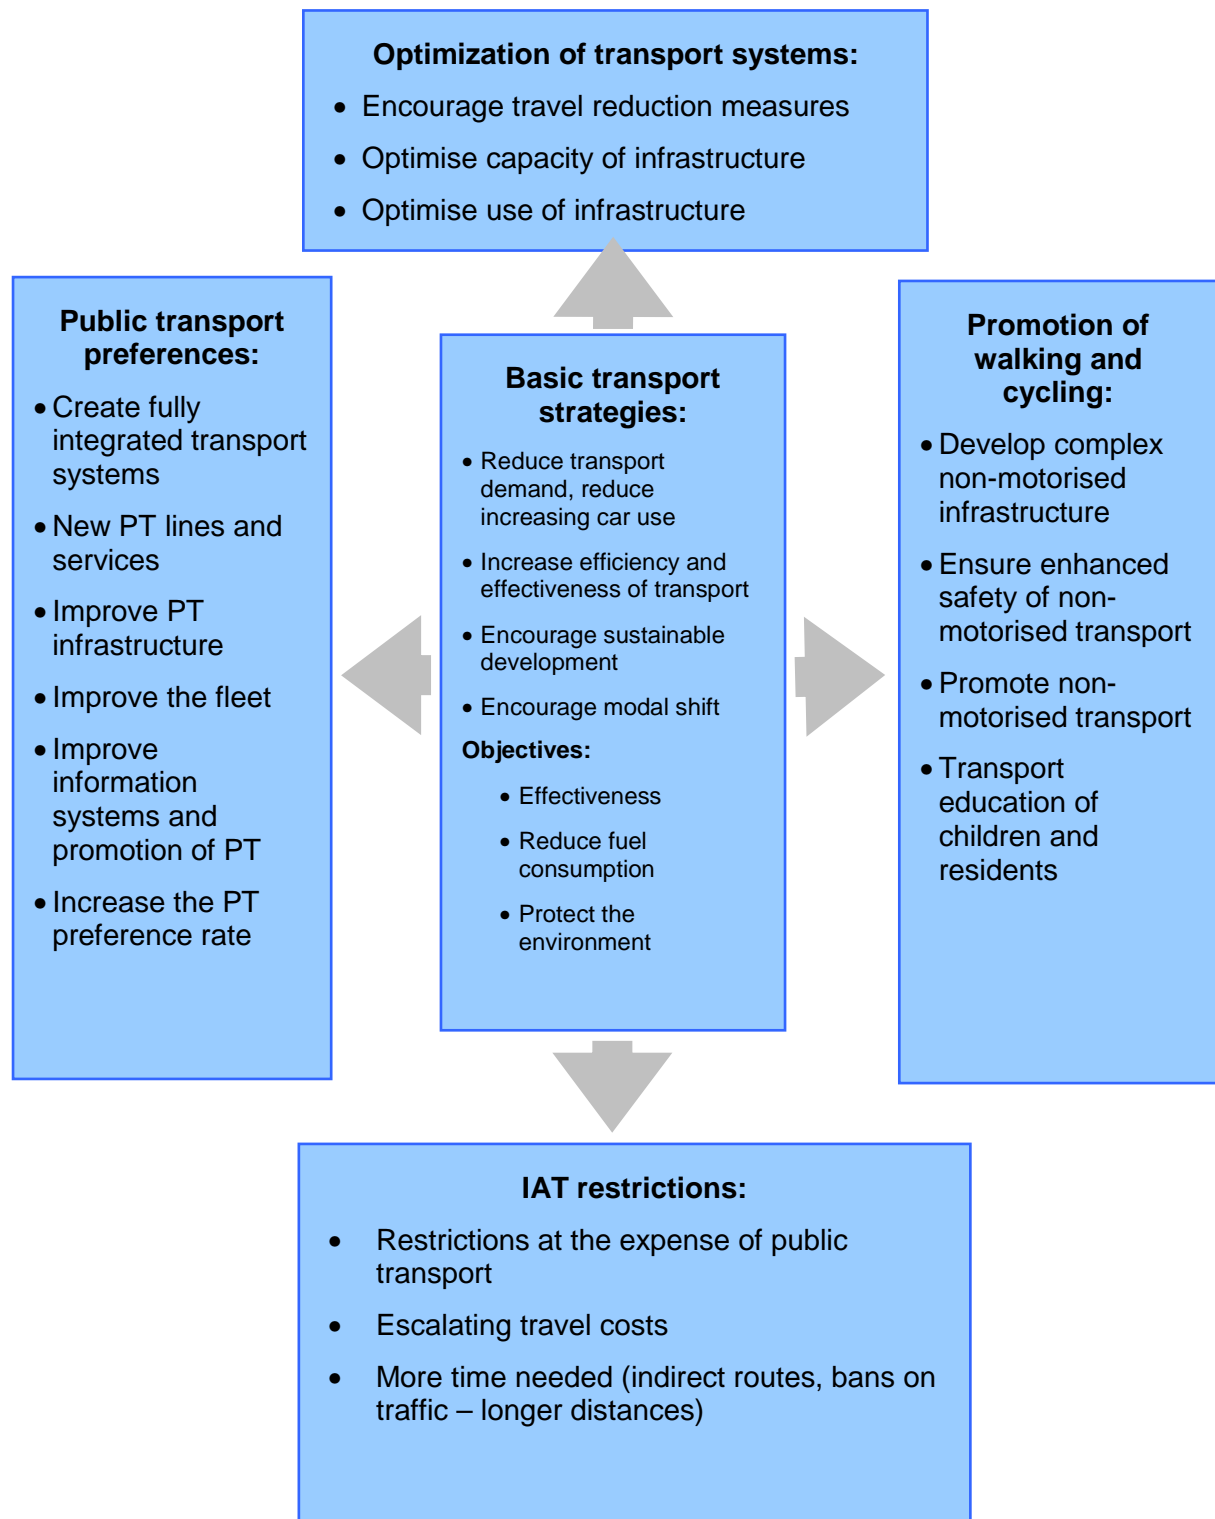 Optimization of transport systems:
• Encourage travel reduction measures
• Optimise capacity of infrastructure
• Optimise use of infrastructure
Public transport
preferences:
• Create fully
integrated transport
systems
• New PT lines and
services
• Improve PT
infrastructure
• Improve the fleet
• Improve
information
systems and
promotion of PT
• Increase the PT
preference rate
Basic transport
strategies:
• Reduce transport
demand, reduce
increasing car use
• Increase efficiency and
effectiveness of transport
• Encourage sustainable
development
• Encourage modal shift
Objectives:
• Effectiveness
• Reduce fuel
consumption
• Protect the
environment
Promotion of
walking and
cycling:
• Develop complex
non-motorised
infrastructure
• Ensure enhanced
safety of non-
motorised transport
• Promote non-
motorised transport
• Transport
education of
children and
residents
IAT restrictions:
• Restrictions at the expense of public
transport
• Escalating travel costs
• More time needed (indirect routes, bans on
traffic – longer distances)